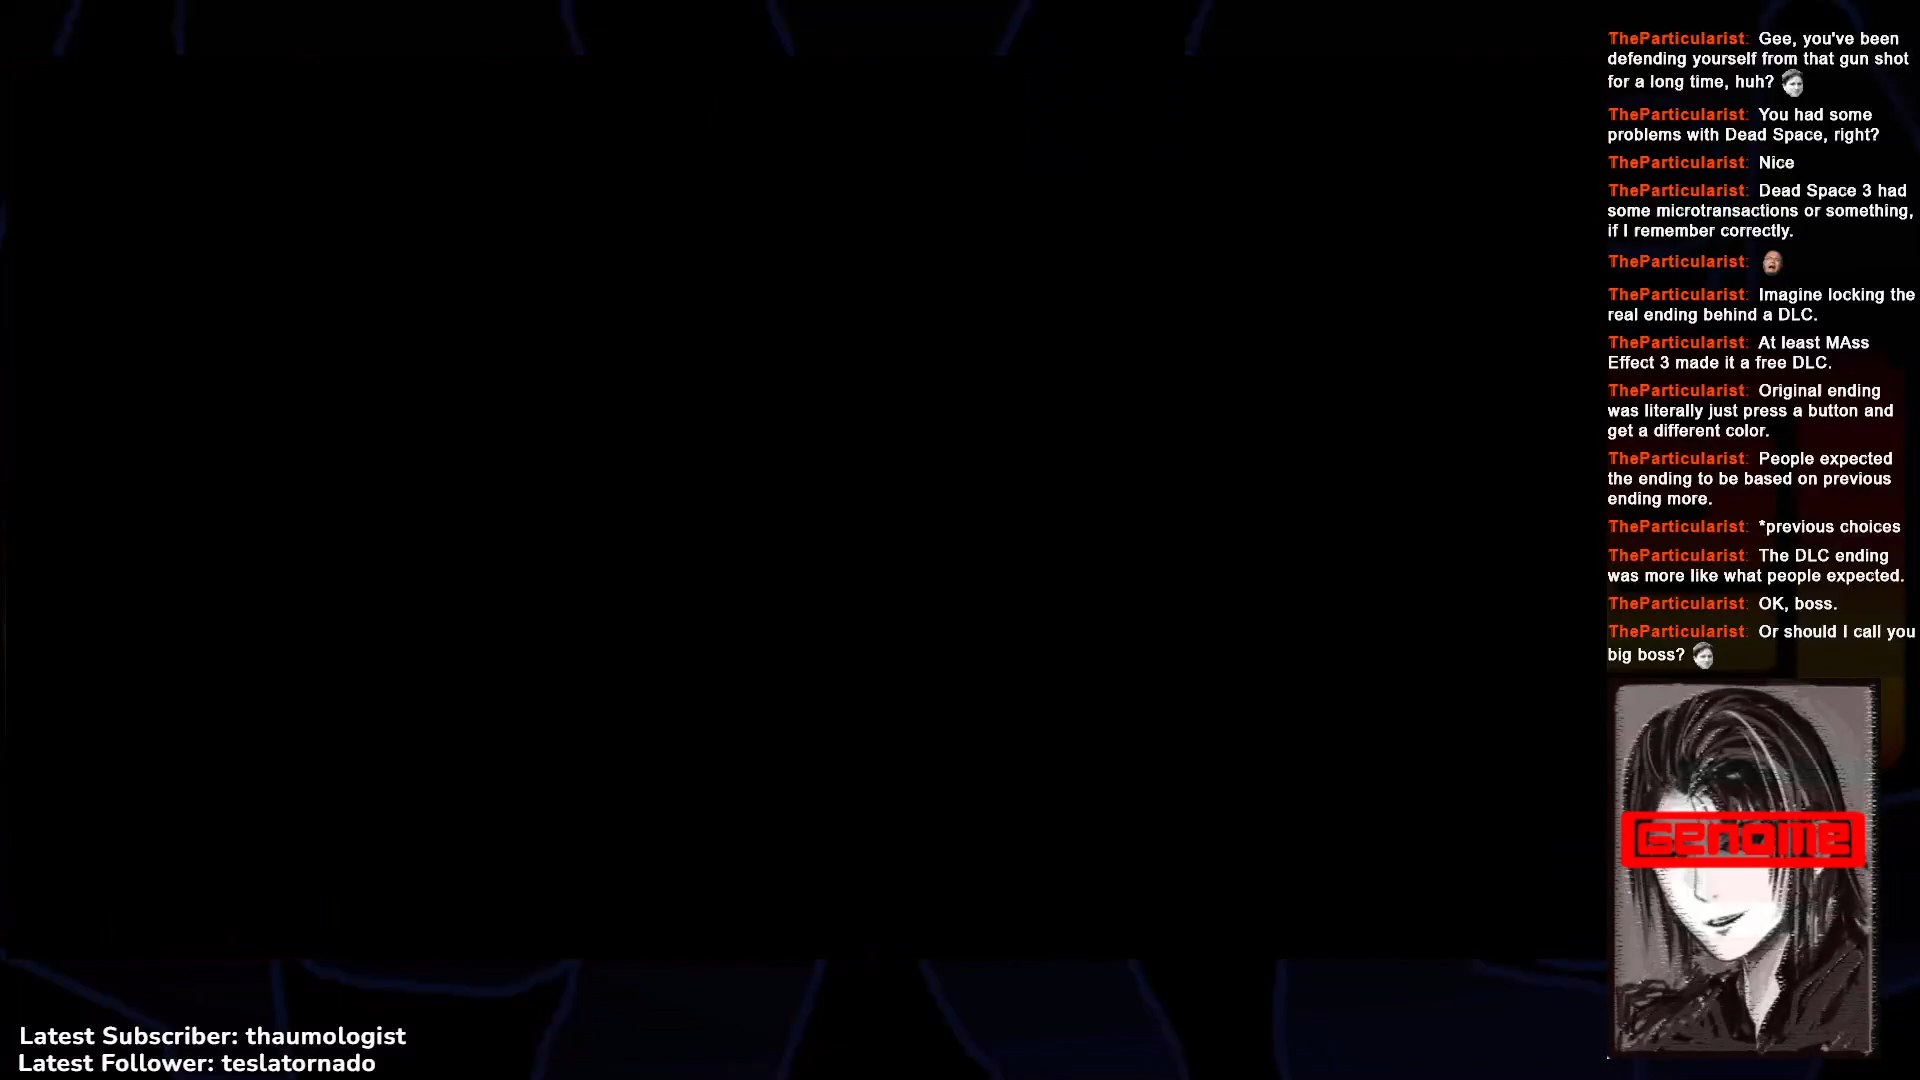 TheParticularist: Gee, you've been
defending yourself from that gun shot
for a long time, huh?
TheParticularist: You had some
problems with Dead Space, right?
TheParticularist: Nice
TheParticularist: Dead Space 3 had
some microtransactions or something,
if I remember correctly.
TheParticularist:
TheParticularist: Imagine locking the
real ending behind a DLC.
TheParticularist: At least MAss
Effect 3 made it a free DLC.
TheParticularist: Original ending
was literally just press a button and
get a different color.
TheParticularist: People expected
the ending to be based on previous
ending more.
TheParticularist: *previous choices
TheParticularist: The DLC ending
was more like what people expected.
TheParticularist: OK, boss.
TheParticularist: Or should I call you
big boss?
GENOME
Latest Subscriber: thaumologist
Latest Follower: teslatornado